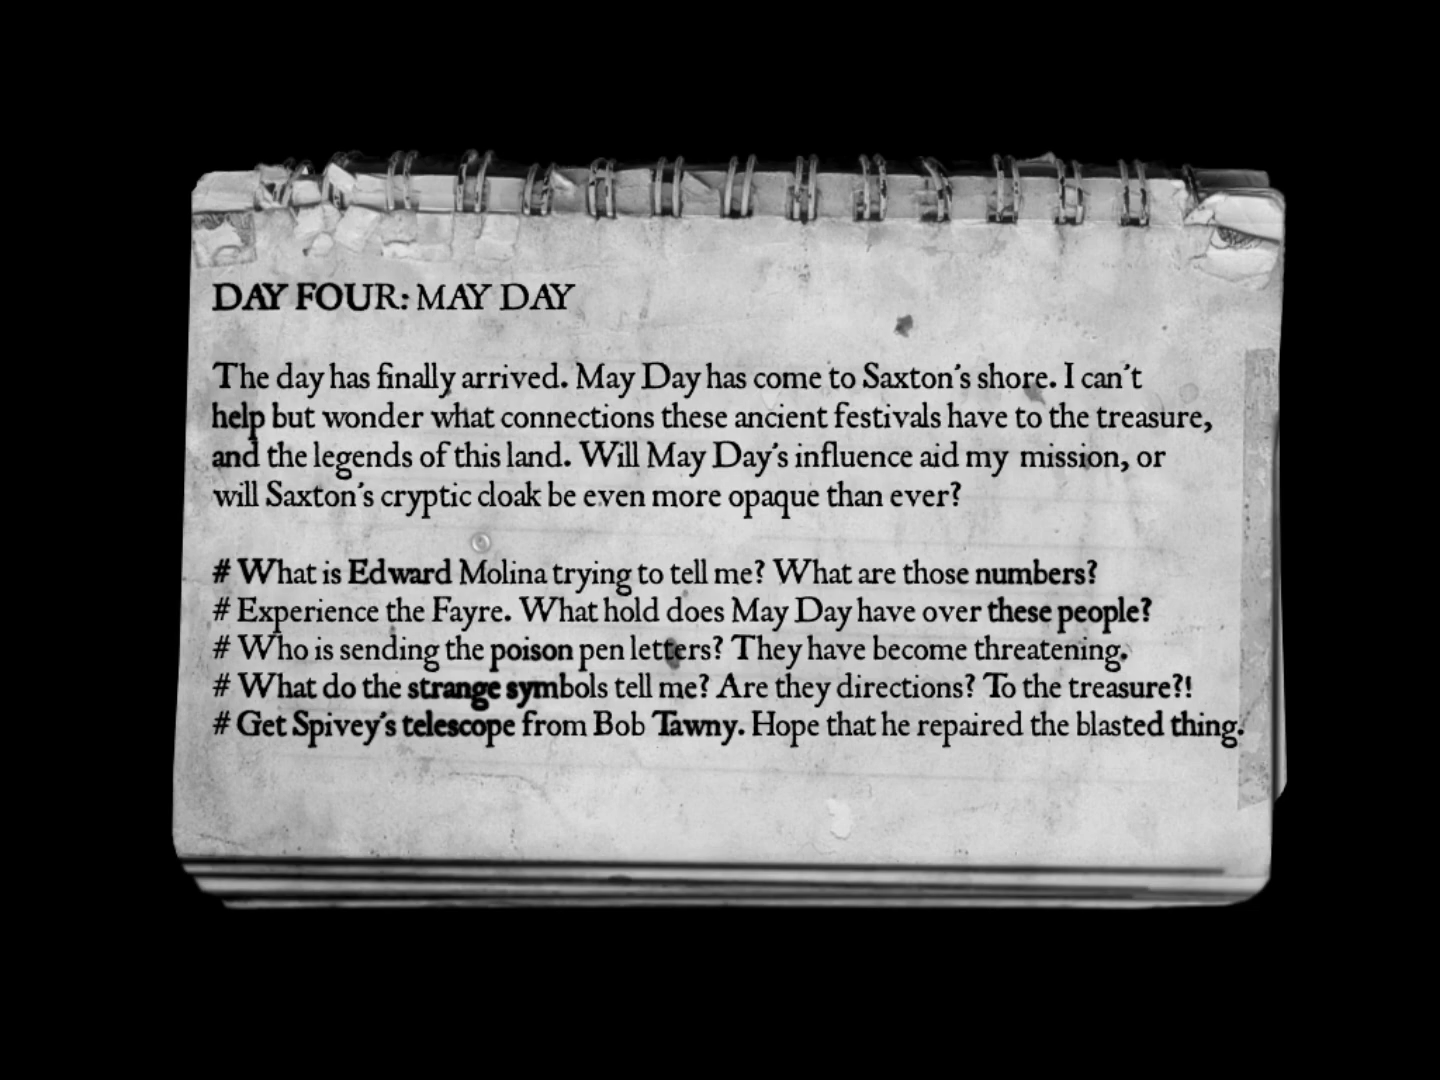 DAY FOUR: MAY DAY
The day has finally arrived. May Day has come to Saxton's shore. I can't
help but wonder what connections these ancient festivals have to the treasure,
and the legends of this land. Will May Day's influence aid my mission, or
will Saxton's cryptic cloak be even more opaque than ever?
# What is Edward Molina trying to tell me? What are those numbers?
# Experience the Fayre. What hold does May Day have over these people?
# Who is sending the poison pen letters? They have become threatening.
# What do the strange symbols tell me? Are they directions? To the treasure?!
# Get Spivey's telescope from Bob Tawny. Hope that he repaired the blasted thing.